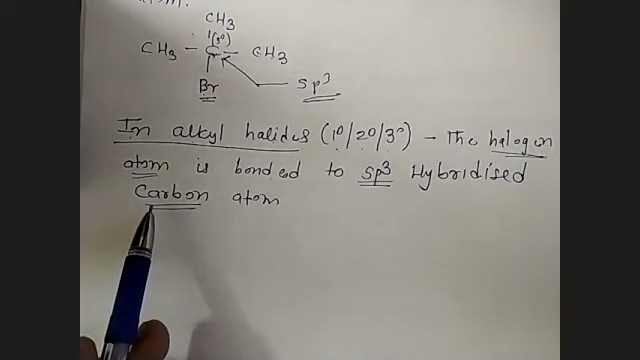 atom.
CH3
1(3°)
CH3 - C - CH3
Br
sp3
In alkyl halides (1°/2°/3°) - The halogen
atom is bonded to sp3 Hybridised
Carbon atom